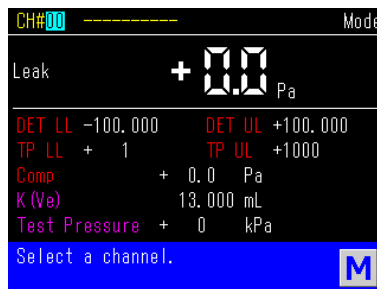 CH#00 ---------- Mode
Leak +0.0 Pa
DET LL -100.000 DET UL +100.000
TP LL + 1 TP UL +1000
Comp + 0.0 Pa
K(Ve) 13.000 mL
Test Pressure + 0 kPa
Select a channel. M